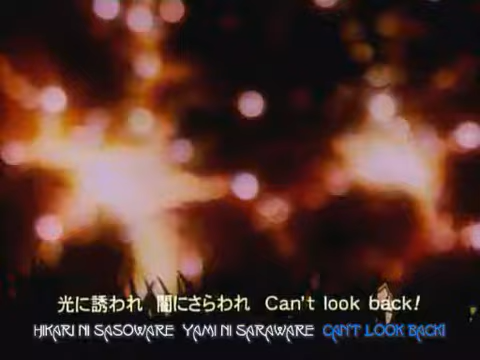 光に誘われ 闇にさらわれ Can't look back!
HIKARI NI SASOWARE YAMI NI SARAWARE CAN'T LOOK BACK!